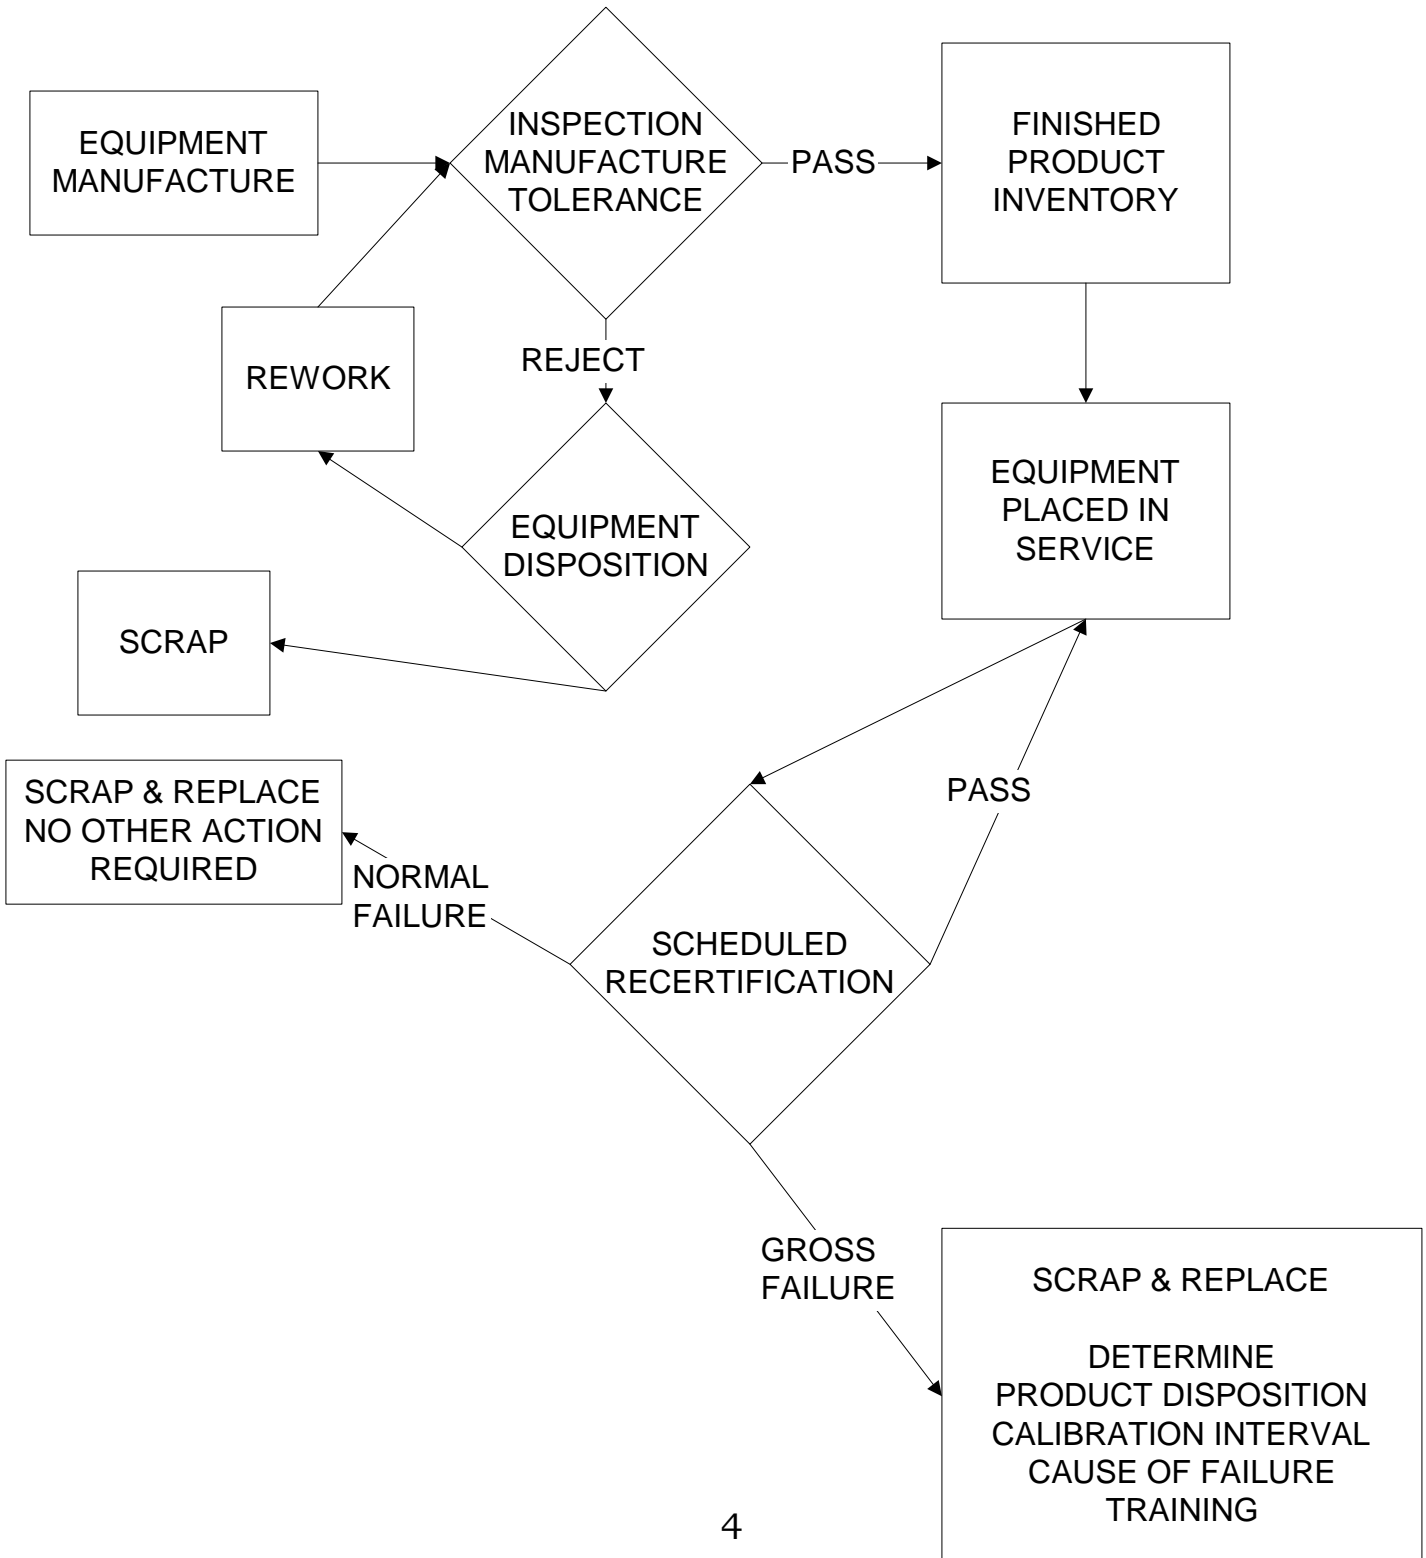 EQUIPMENT
MANUFACTURE
INSPECTION
MANUFACTURE
TOLERANCE
PASS
FINISHED
PRODUCT
INVENTORY
REWORK
REJECT
EQUIPMENT
DISPOSITION
EQUIPMENT
PLACED IN
SERVICE
SCRAP
SCRAP & REPLACE
NO OTHER ACTION
REQUIRED
NORMAL
FAILURE
PASS
SCHEDULED
RECERTIFICATION
GROSS
FAILURE
SCRAP & REPLACE
DETERMINE
PRODUCT DISPOSITION
CALIBRATION INTERVAL
CAUSE OF FAILURE
TRAINING
4